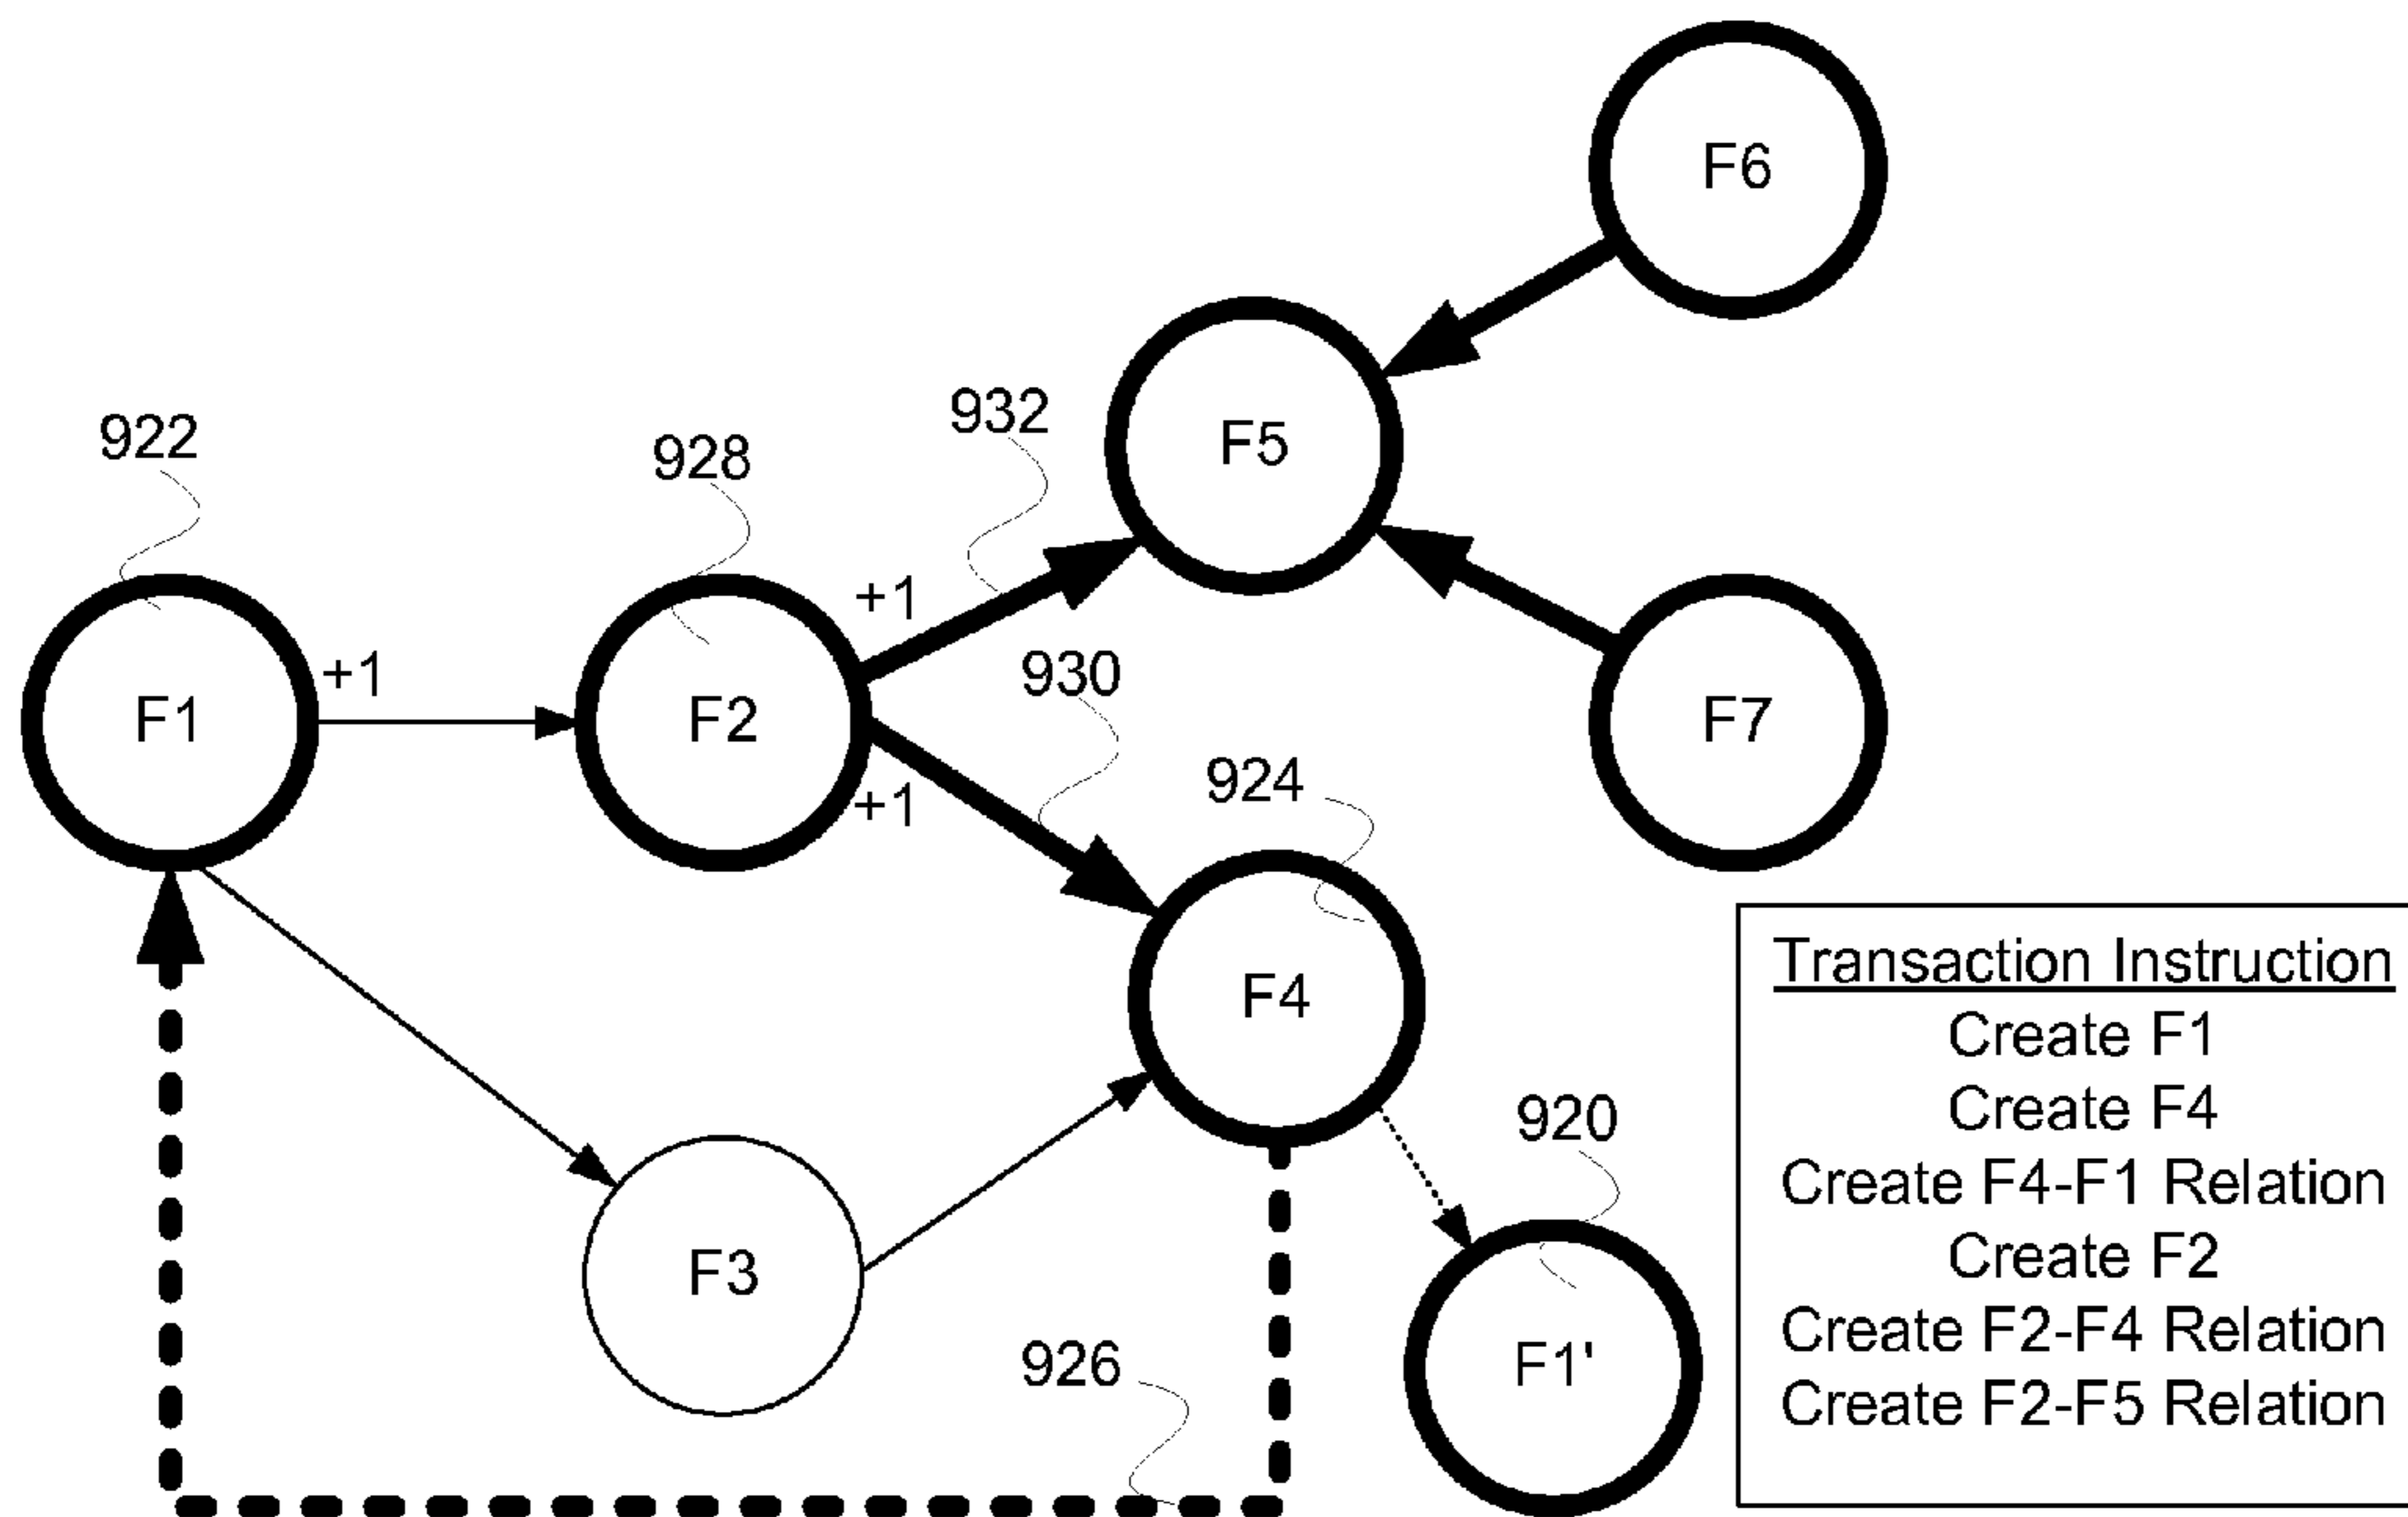 F6
932
F5
922
928
+1
930
+1
F1
F2
F7
+1
924
Transaction Instruction
F4
Create F1
Create F4
920
Create F4-F1 Relation
F3
Create F2
Create F2-F4 Relation
926
F1'
Create F2-F5 Relation